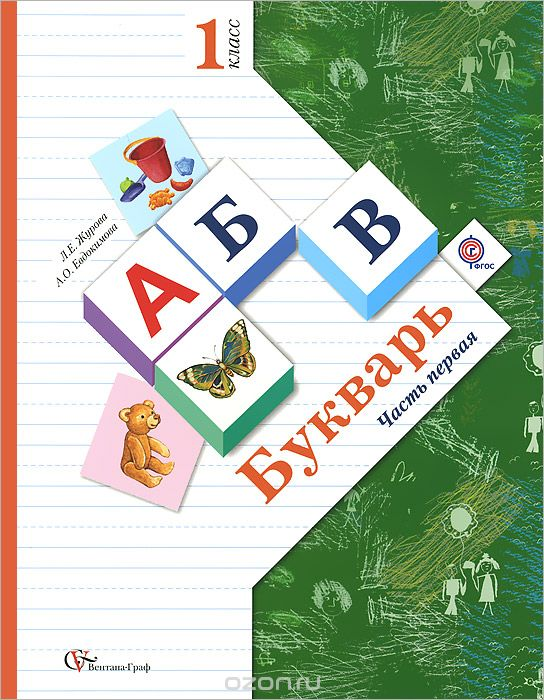 1
класс
Л.Е. Журова
А.О. Евдокимова
А
Б
В
ФГОС
Букварь
Часть первая
Вентана-Граф
ozon.ru